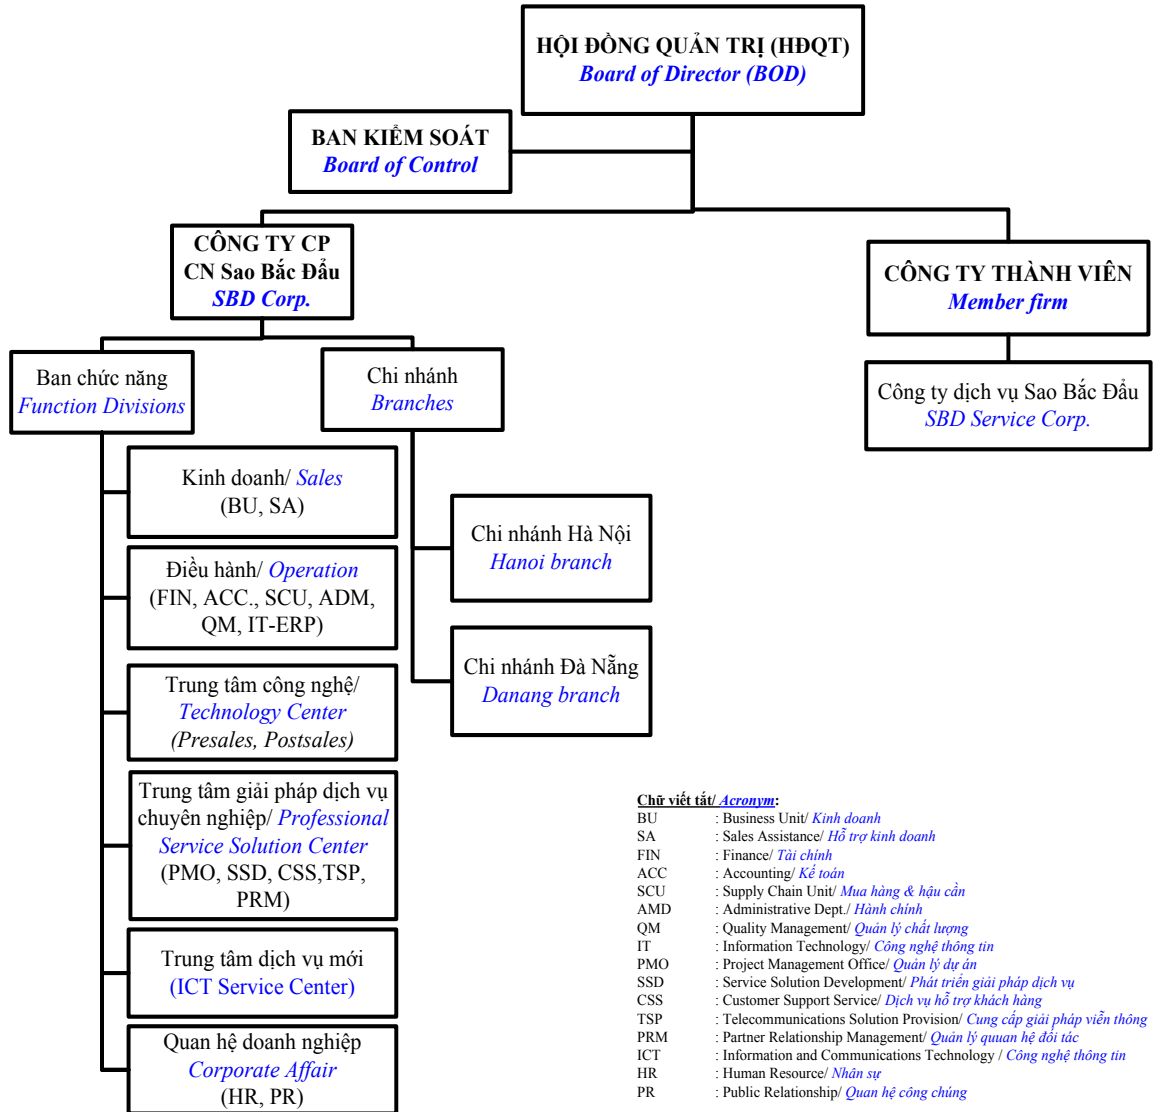 HỘI ĐỒNG QUẢN TRỊ (HĐQT)
Board of Director (BOD)
BAN KIỂM SOÁT
Board of Control
CÔNG TY CP
CN Sao Bắc Đẩu
SBD Corp.
CÔNG TY THÀNH VIÊN
Member firm
Ban chức năng
Function Divisions
Chi nhánh
Branches
Công ty dịch vụ Sao Bắc Đẩu
SBD Service Corp.
Kinh doanh/ Sales
(BU, SA)
Điều hành/ Operation
(FIN, ACC., SCU, ADM,
QM, IT-ERP)
Trung tâm công nghệ/
Technology Center
(Presales, Postsales)
Trung tâm giải pháp dịch vụ
chuyên nghiệp/ Professional
Service Solution Center
(PMO, SSD, CSS,TSP,
PRM)
Trung tâm dịch vụ mới
(ICT Service Center)
Quan hệ doanh nghiệp
Corporate Affair
(HR, PR)
Chi nhánh Hà Nội
Hanoi branch
Chi nhánh Đà Nẵng
Danang branch
Chữ viết tắt/ Acronym:
BU : Business Unit/ Kinh doanh
SA : Sales Assistance/ Hỗ trợ kinh doanh
FIN : Finance/ Tài chính
ACC : Accounting/ Kế toán
SCU : Supply Chain Unit/ Mua hàng & hậu cần
AMD : Administrative Dept./ Hành chính
QM : Quality Management/ Quản lý chất lượng
IT : Information Technology/ Công nghệ thông tin
PMO : Project Management Office/ Quản lý dự án
SSD : Service Solution Development/ Phát triển giải pháp dịch vụ
CSS : Customer Support Service/ Dịch vụ hỗ trợ khách hàng
TSP : Telecommunications Solution Provision/ Cung cấp giải pháp viễn thông
PRM : Partner Relationship Management/ Quản lý quuan hệ đối tác
ICT : Information and Communications Technology / Công nghệ thông tin
HR : Human Resource/ Nhân sự
PR : Public Relationship/ Quan hệ công chúng